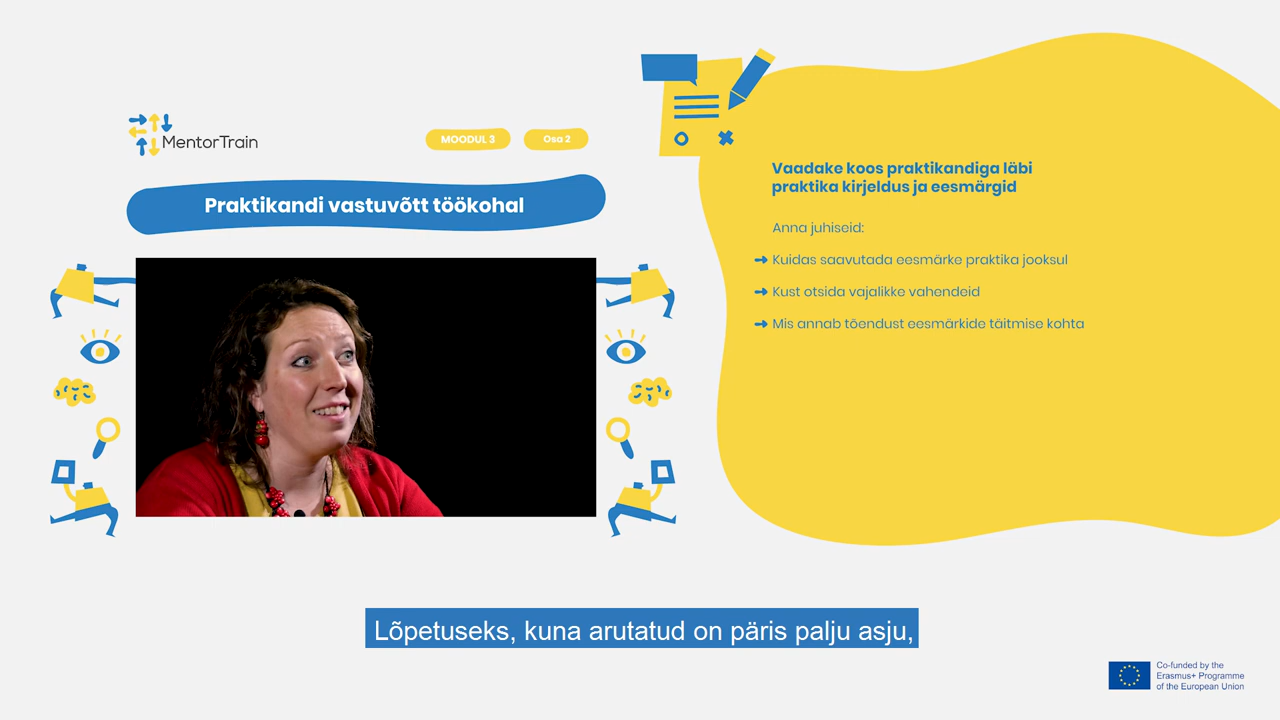 MentorTrain
MOODUL 3
Osa 2
Praktikandi vastuvõtt töökohal
Vaadake koos praktikandiga läbi
praktika kirjeldus ja eesmärgid
Anna juhiseid:
Kuidas saavutada eesmärke praktika jooksul
Kust otsida vajalikke vahendeid
Mis annab tõendust eesmärkide täitmise kohta
Lõpetuseks, kuna arutatud on päris palju asju,
Co-funded by the
Erasmus+ Programme
of the European Union